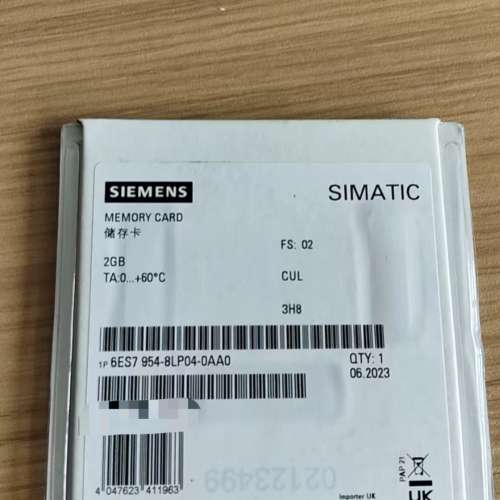 SIEMENS
SIMATIC
MEMORY CARD
储存卡
FS: 02
2GB
TA:0...+60°C
CUL
3H8
1P 6ES7 954-8LP04-0AA0
QTY: 1
06.2023
4 047623 411963
02123499
PAP 21
Importer UK
UK